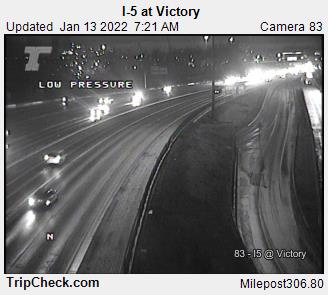 I-5 at Victory
Updated Jan 13 2022 7:21 AM Camera 83
T
LOW PRESSURE
N
83 - I5 @ Victory
TripCheck.com Milepost306.80